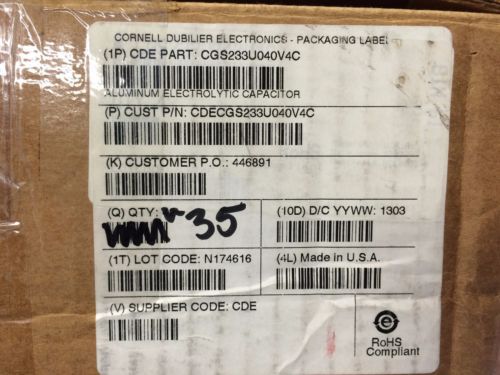 CORNELL DUBILIER ELECTRONICS - PACKAGING LABEL
(1P) CDE PART: CGS233U040V4C
ALUMINUM ELECTROLYTIC CAPACITOR
(P) CUST P/N: CDECGS233U040V4C
(K) CUSTOMER P.O.: 446891
(Q) QTY: 35
(10D) D/C YYWW: 1303
(1T) LOT CODE: N174616
(4L) Made in U.S.A.
(V) SUPPLIER CODE: CDE
e
RoHS
Compliant